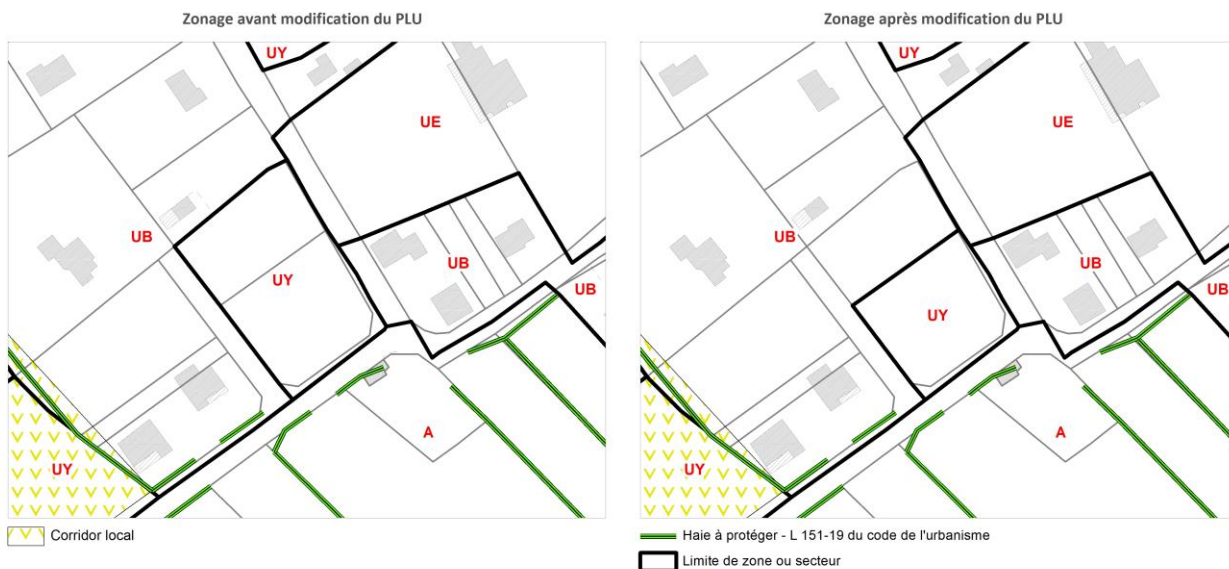 Zonage avant modification du PLU
Zonage après modification du PLU
UY
UE
UB
UY
UB
UB
A
UY
UY
UE
UB
UB
UB
UY
A
UY
Corridor local
Haie à protéger - L 151-19 du code de l'urbanisme
Limite de zone ou secteur